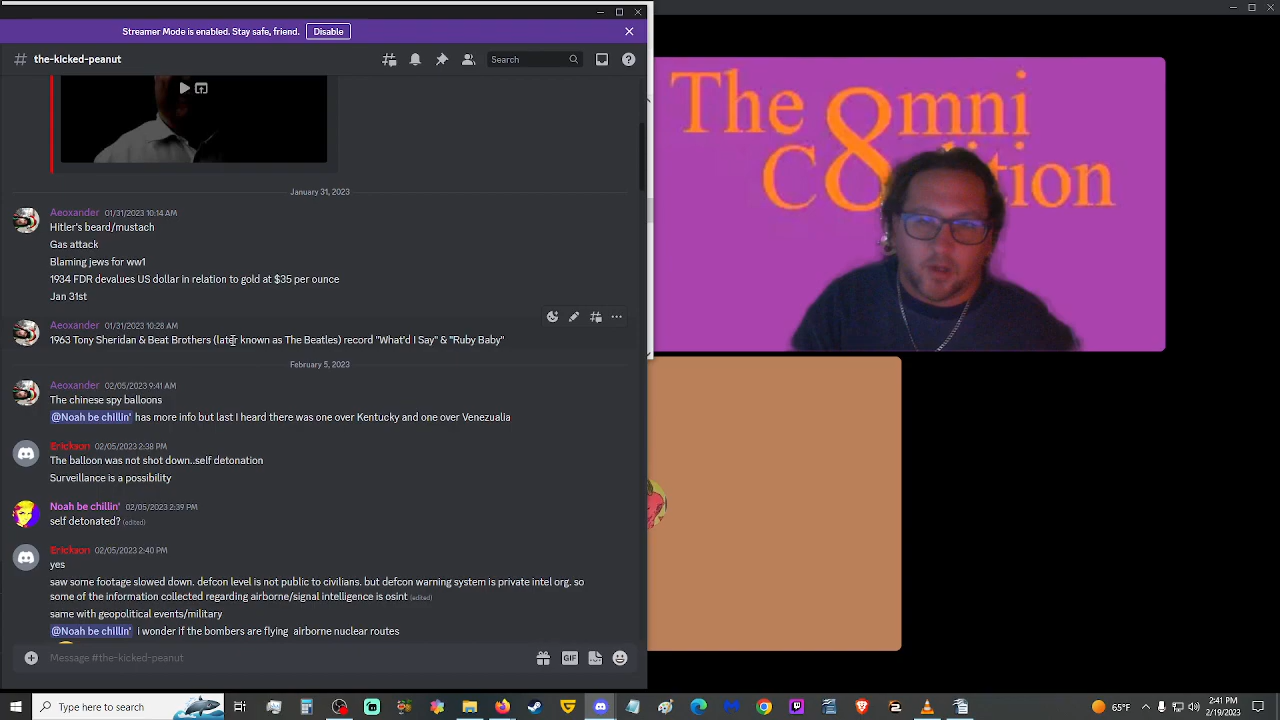 Streamer Mode is enabled. Stay safe, friend. Disable
the-kicked-peanut
Search
January 31, 2023
Aeoxander 01/31/2023 10:14 AM
Hitler's beard/mustach
Gas attack
Blaming jews for ww1
1934 FDR devalues US dollar in relation to gold at $35 per ounce
Jan 31st
Aeoxander 01/31/2023 10:28 AM
1963 Tony Sheridan & Beat Brothers (later known as The Beatles) record "What'd I Say" & "Ruby Baby"
February 5, 2023
Aeoxander 02/05/2023 9:41 AM
The chinese spy balloons
@Noah be chillin' has more info but last I heard there was one over Kentucky and one over Venezualia
Erickson 02/05/2023 2:38 PM
The balloon was not shot down..self detonation
Surveillance is a possibility
Noah be chillin' 02/05/2023 2:39 PM
self detonated? (edited)
Erickson 02/05/2023 2:40 PM
yes
saw some footage slowed down. defcon level is not public to civilians. but defcon warning system is private intel org. so
some of the information collected regarding airborne/signal intelligence is osint (edited)
same with geopolitical events/military
@Noah be chillin' I wonder if the bombers are flying airborne nuclear routes
Message #the-kicked-peanut
GIF
The 8mni
C8
ition
Type here to search
65°F
2:41 PM
2/19/2023